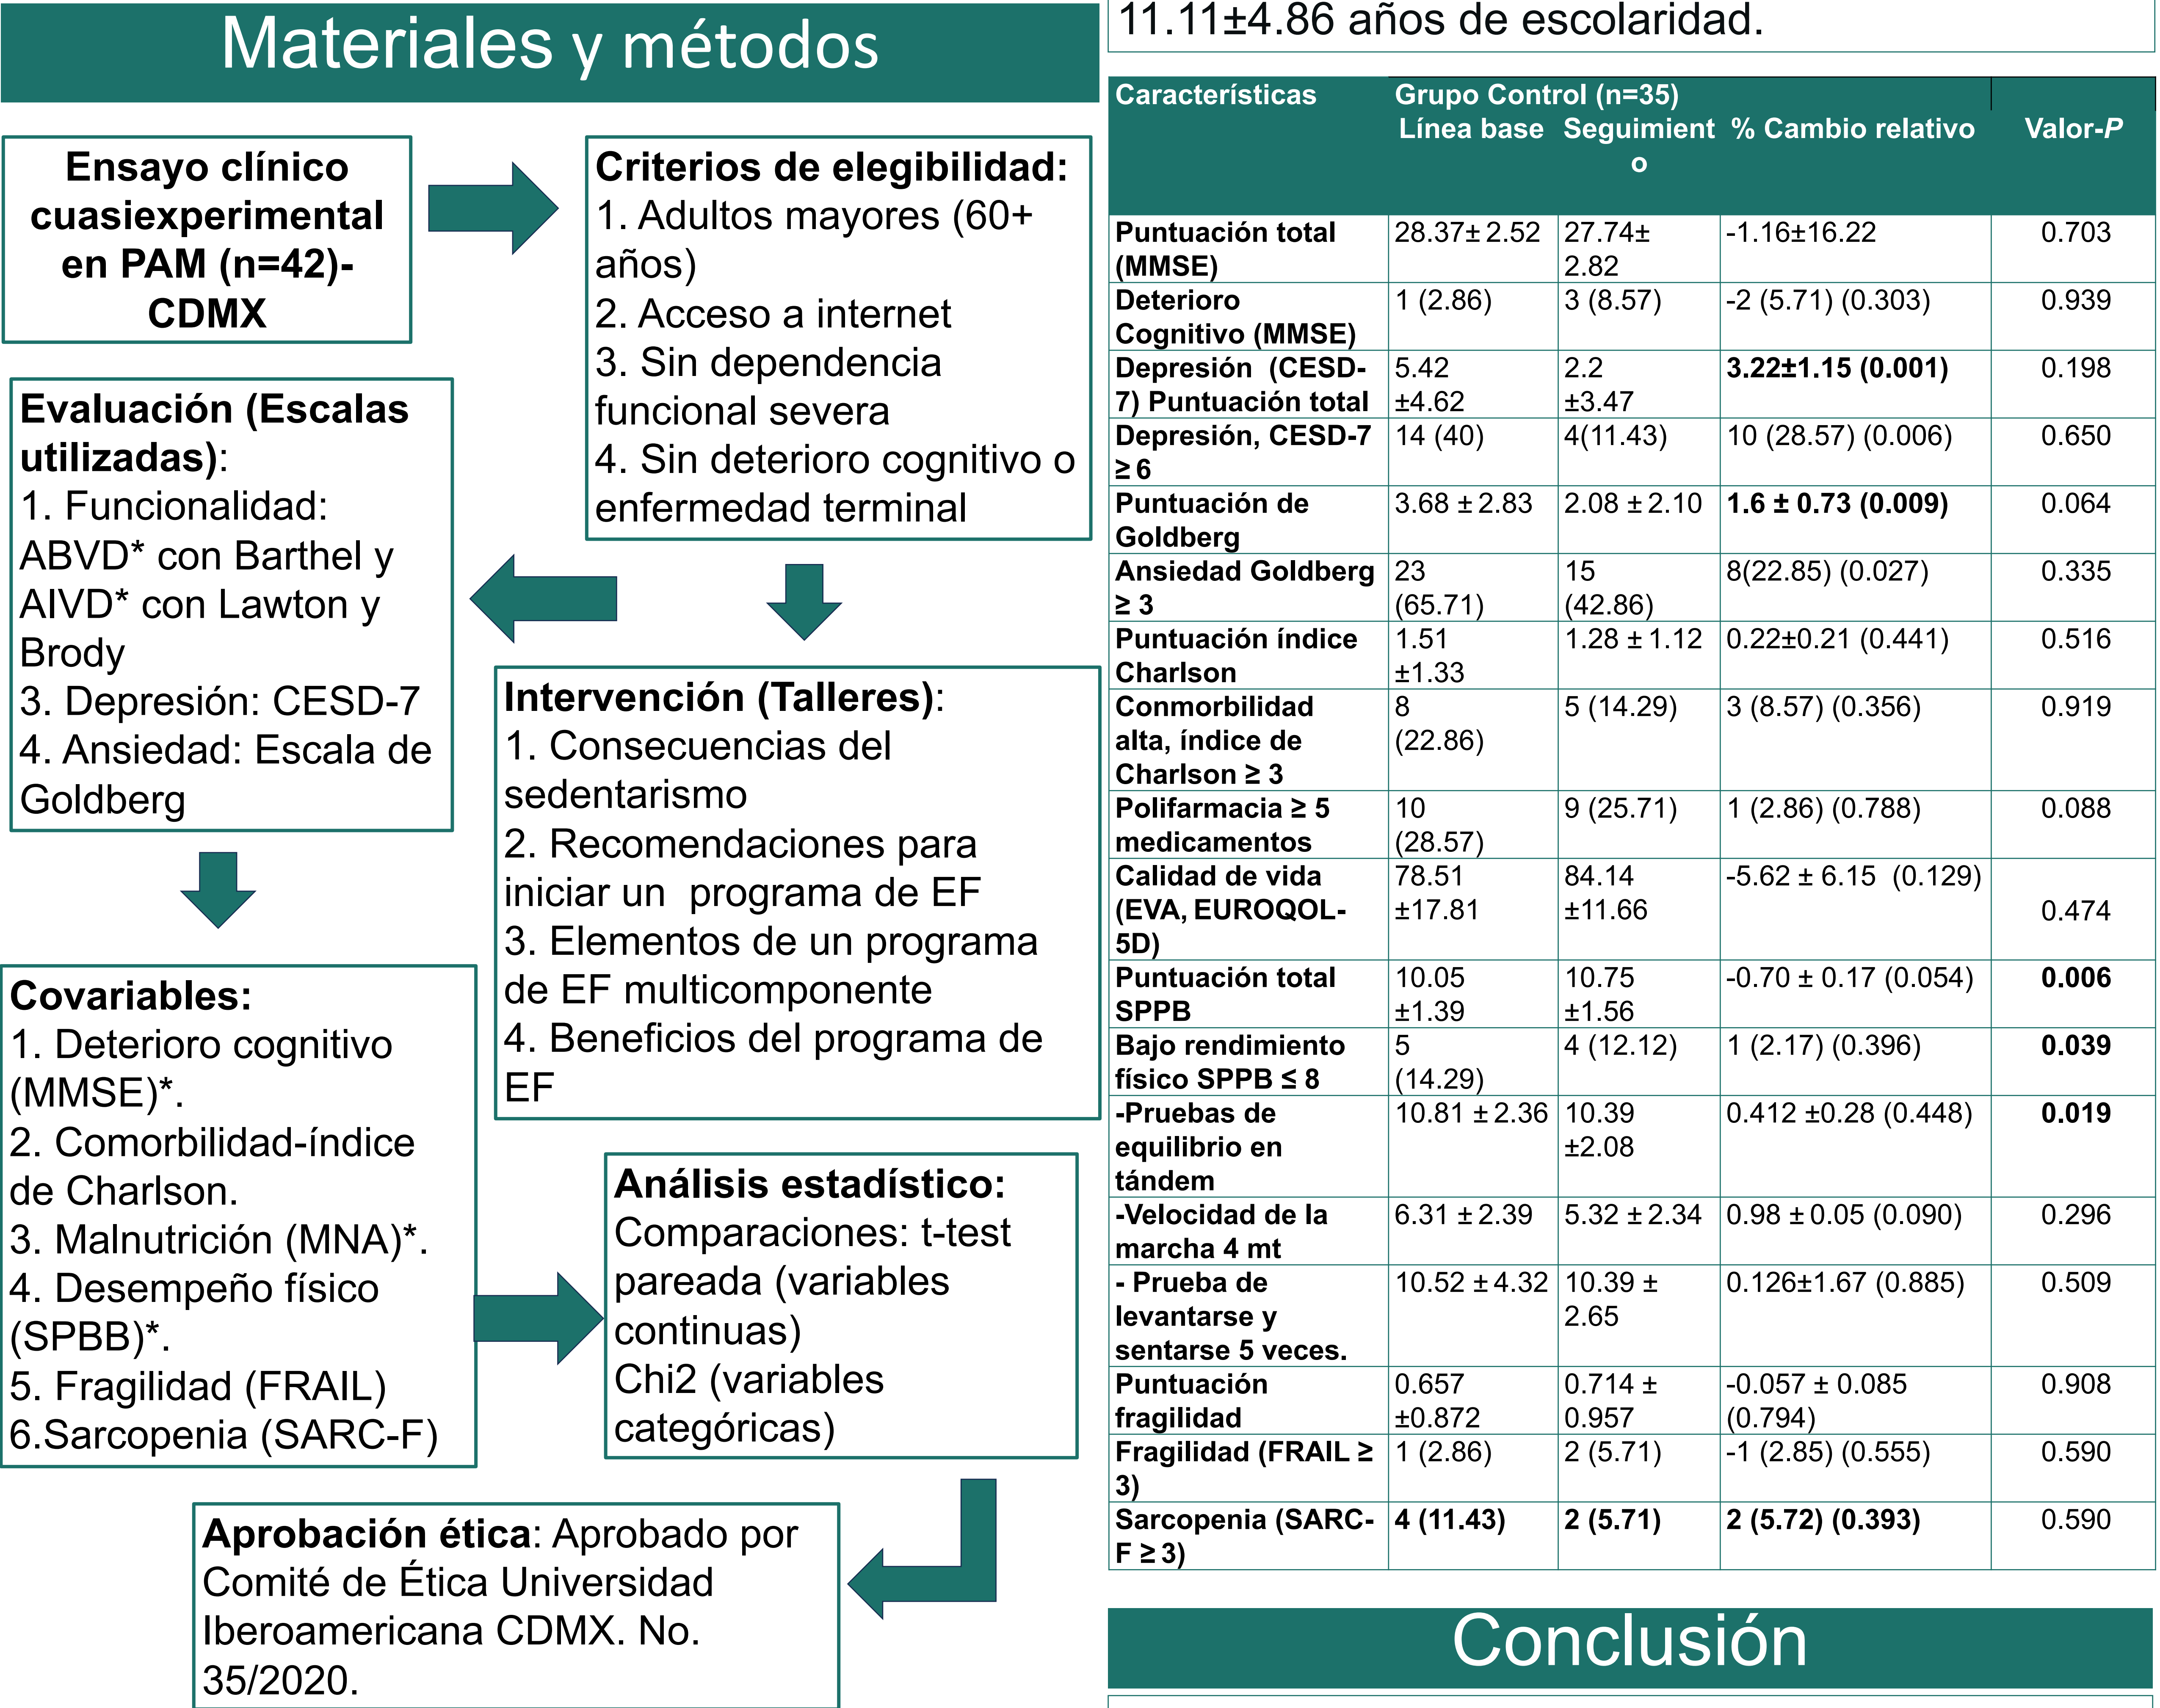 Materiales y métodos
Ensayo clínico
cuasiexperimental
en PAM (n=42)-
CDMX
Criterios de elegibilidad:
1. Adultos mayores (60+
años)
2. Acceso a internet
3. Sin dependencia
funcional severa
4. Sin deterioro cognitivo o
enfermedad terminal
Evaluación (Escalas
utilizadas):
1. Funcionalidad:
ABVD* con Barthel y
AIVD* con Lawton y
Brody
3. Depresión: CESD-7
4. Ansiedad: Escala de
Goldberg
Intervención (Talleres):
1. Consecuencias del
sedentarismo
2. Recomendaciones para
iniciar un programa de EF
3. Elementos de un programa
de EF multicomponente
4. Beneficios del programa de
EF
Covariables:
1. Deterioro cognitivo
(MMSE)*.
2. Comorbilidad-índice
de Charlson.
3. Malnutrición (MNA)*.
4. Desempeño físico
(SPBB)*.
5. Fragilidad (FRAIL)
6.Sarcopenia (SARC-F)
Análisis estadístico:
Comparaciones: t-test
pareada (variables
continuas)
Chi2 (variables
categóricas)
Aprobación ética: Aprobado por
Comité de Ética Universidad
Iberoamericana CDMX. No.
35/2020.
11.11±4.86 años de escolaridad.
Características Grupo Control (n=35)
Línea base Seguimient % Cambio relativo Valor-P
o
Puntuación total 28.37± 2.52 27.74± -1.16±16.22 0.703
(MMSE) 2.82
Deterioro 1 (2.86) 3 (8.57) -2 (5.71) (0.303) 0.939
Cognitivo (MMSE)
Depresión (CESD- 5.42 2.2 3.22±1.15 (0.001) 0.198
7) Puntuación total ±4.62 ±3.47
Depresión, CESD-7 14 (40) 4(11.43) 10 (28.57) (0.006) 0.650
≥ 6
Puntuación de 3.68 ± 2.83 2.08 ± 2.10 1.6 ± 0.73 (0.009) 0.064
Goldberg
Ansiedad Goldberg 23 15 8(22.85) (0.027) 0.335
≥ 3 (65.71) (42.86)
Puntuación índice 1.51 1.28 ± 1.12 0.22±0.21 (0.441) 0.516
Charlson ±1.33
Conmorbilidad 8 5 (14.29) 3 (8.57) (0.356) 0.919
alta, índice de (22.86)
Charlson ≥ 3
Polifarmacia ≥ 5 10 9 (25.71) 1 (2.86) (0.788) 0.088
medicamentos (28.57)
Calidad de vida 78.51 84.14 -5.62 ± 6.15 (0.129)
(EVA, EUROQOL- ±17.81 ±11.66 0.474
5D)
Puntuación total 10.05 10.75 -0.70 ± 0.17 (0.054) 0.006
SPPB ±1.39 ±1.56
Bajo rendimiento 5 4 (12.12) 1 (2.17) (0.396) 0.039
físico SPPB ≤ 8 (14.29)
-Pruebas de 10.81 ± 2.36 10.39 0.412 ±0.28 (0.448) 0.019
equilibrio en ±2.08
tándem
-Velocidad de la 6.31 ± 2.39 5.32 ± 2.34 0.98 ± 0.05 (0.090) 0.296
marcha 4 mt
- Prueba de 10.52 ± 4.32 10.39 ± 0.126±1.67 (0.885) 0.509
levantarse y 2.65
sentarse 5 veces.
Puntuación 0.657 0.714 ± -0.057 ± 0.085 0.908
fragilidad ±0.872 0.957 (0.794)
Fragilidad (FRAIL ≥ 1 (2.86) 2 (5.71) -1 (2.85) (0.555) 0.590
3)
Sarcopenia (SARC- 4 (11.43) 2 (5.71) 2 (5.72) (0.393) 0.590
F ≥ 3)
Conclusión